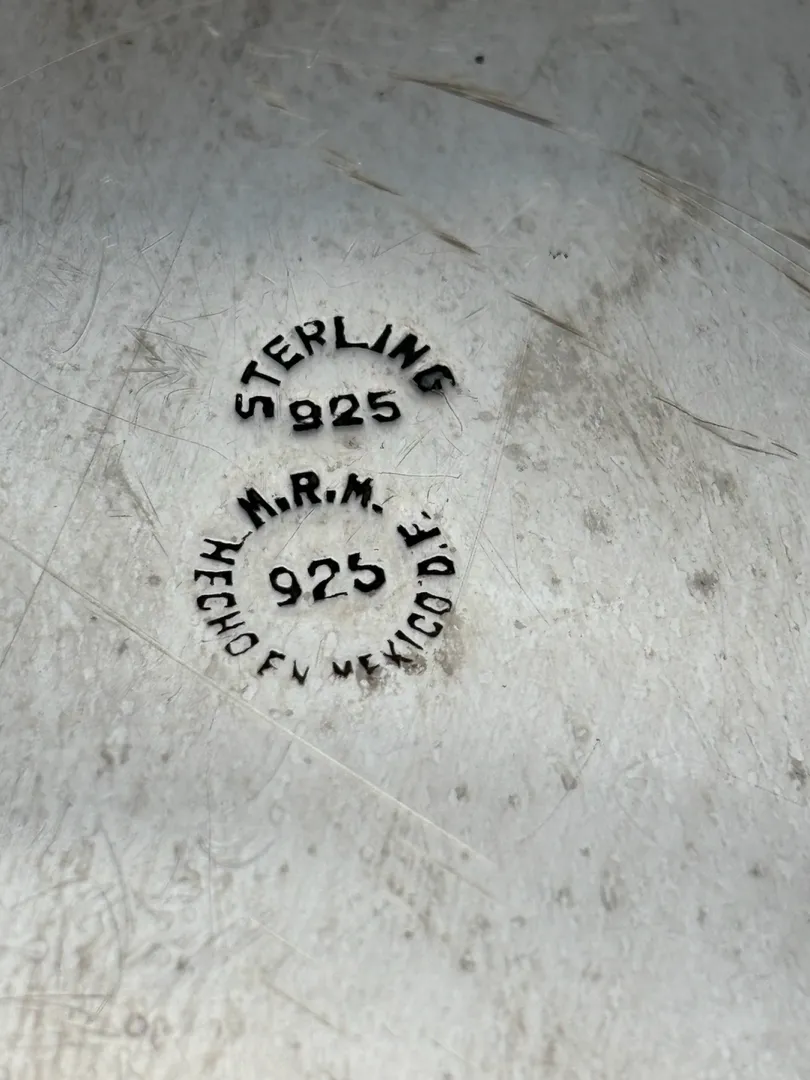 STERLING
925
M.R.M.
925
HECHO EN MEXICO D.F.